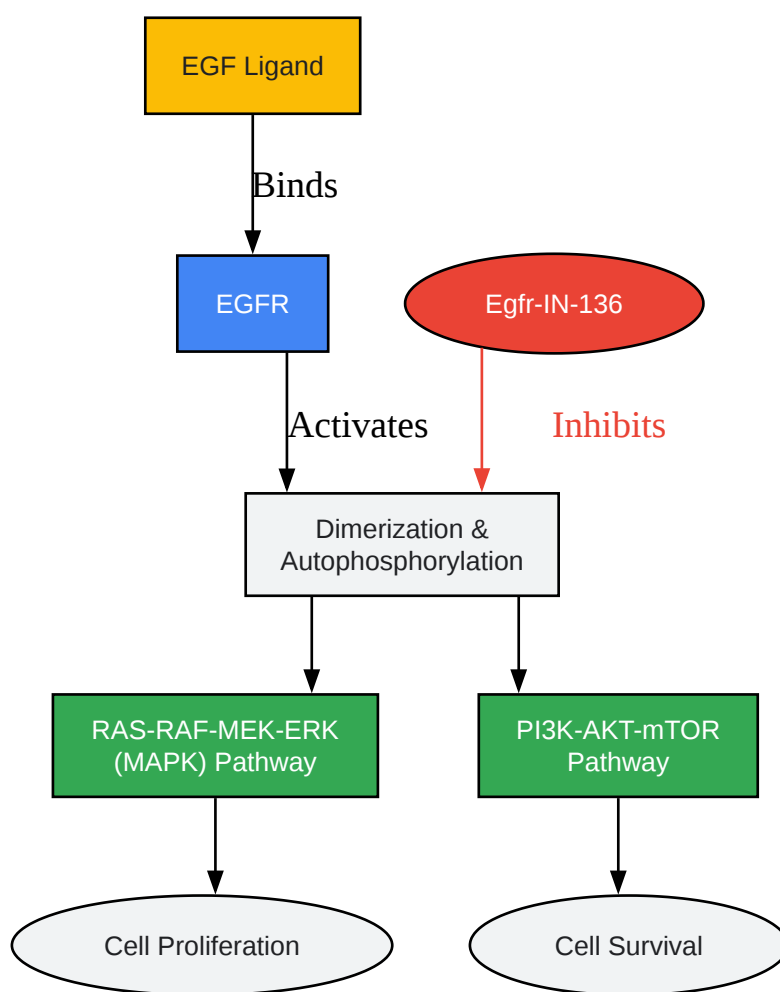 EGF Ligand
Binds
EGFR
Egfr-IN-136
Activates
Inhibits
Dimerization &
Autophosphorylation
RAS-RAF-MEK-ERK
(MAPK) Pathway
PI3K-AKT-mTOR
Pathway
Cell Proliferation
Cell Survival